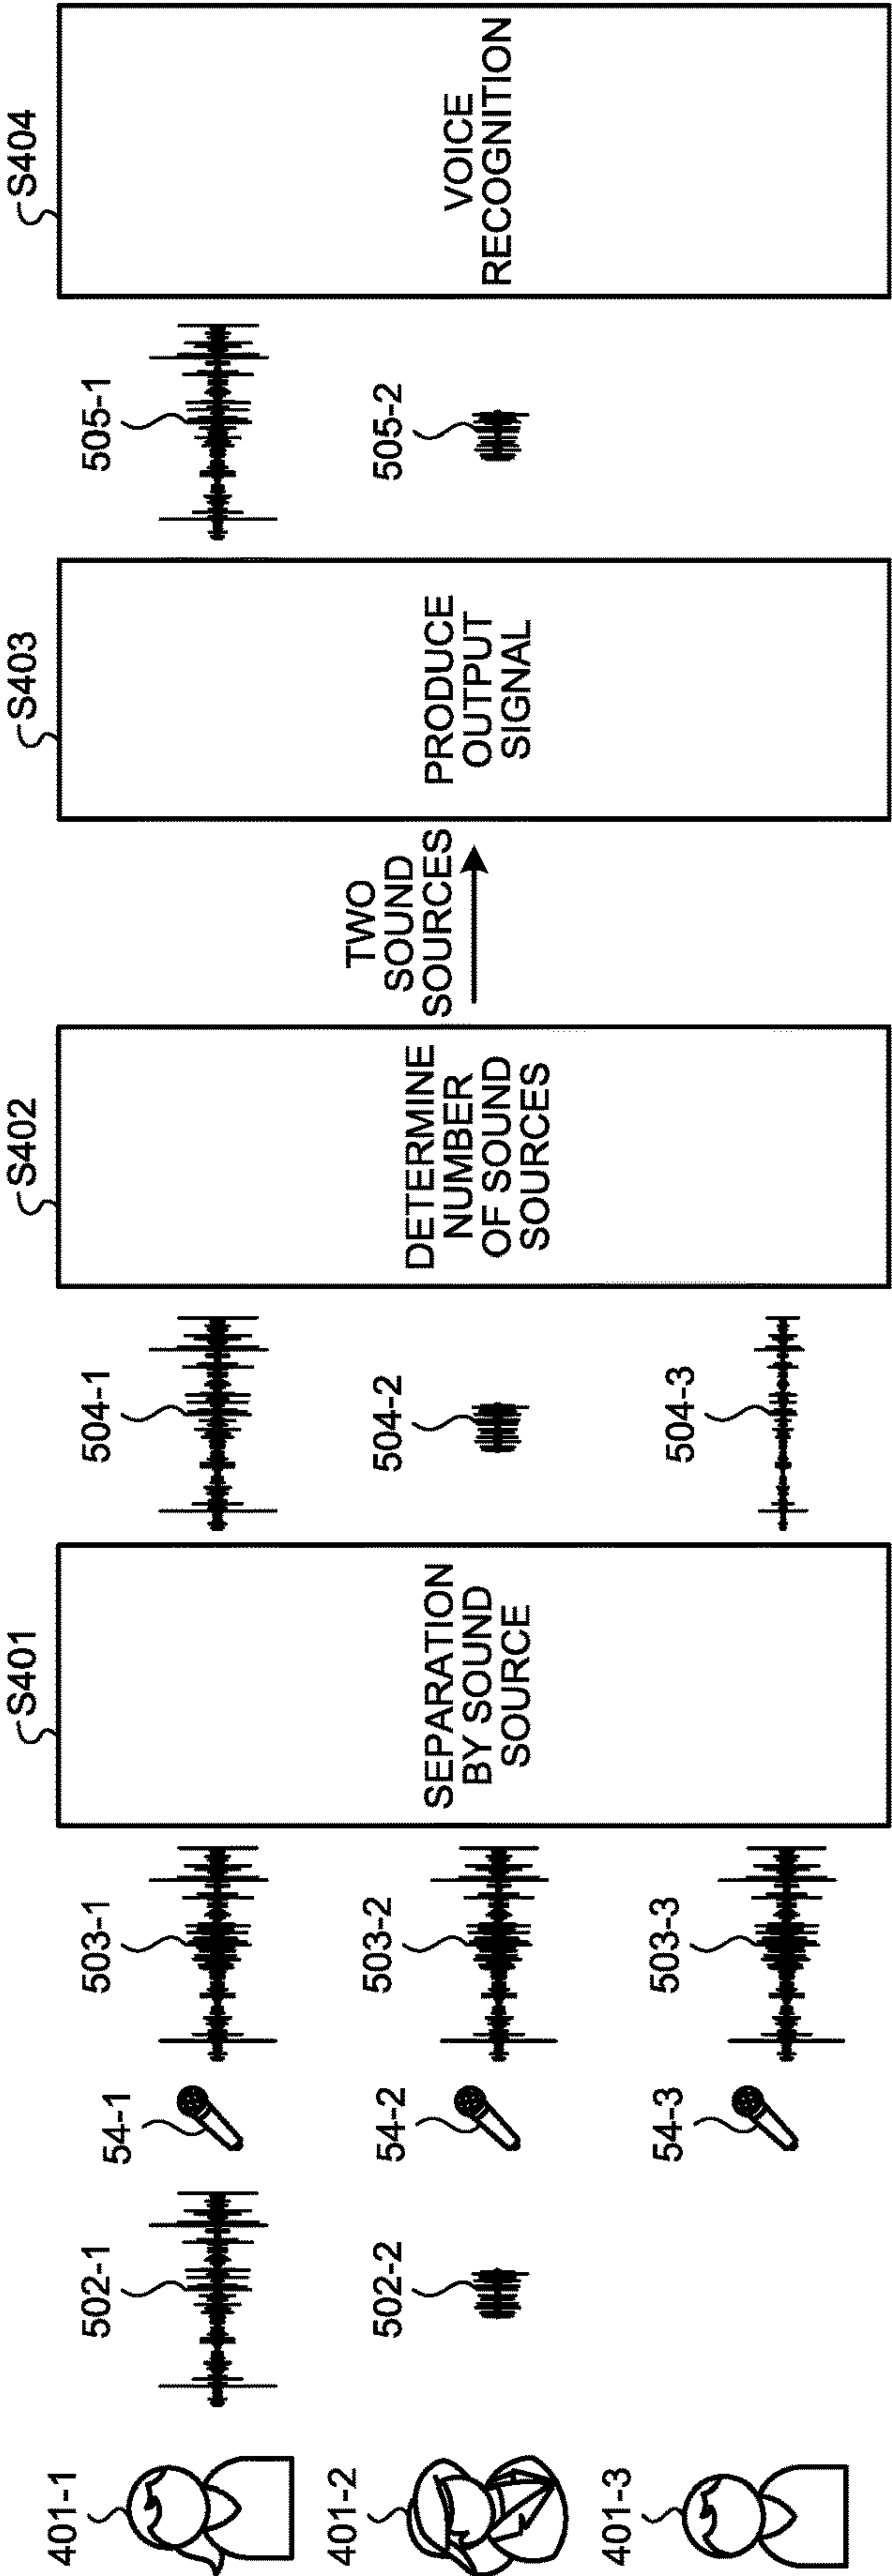 401-1
502-1
54-1
503-1
S401
504-1
S402
S403
505-1
S404
401-2
502-2
54-2
503-2
SEPARATION
BY SOUND
SOURCE
504-2
DETERMINE
NUMBER
OF SOUND
SOURCES
TWO
SOUND
SOURCES
PRODUCE
OUTPUT
SIGNAL
505-2
VOICE
RECOGNITION
401-3
54-3
503-3
504-3